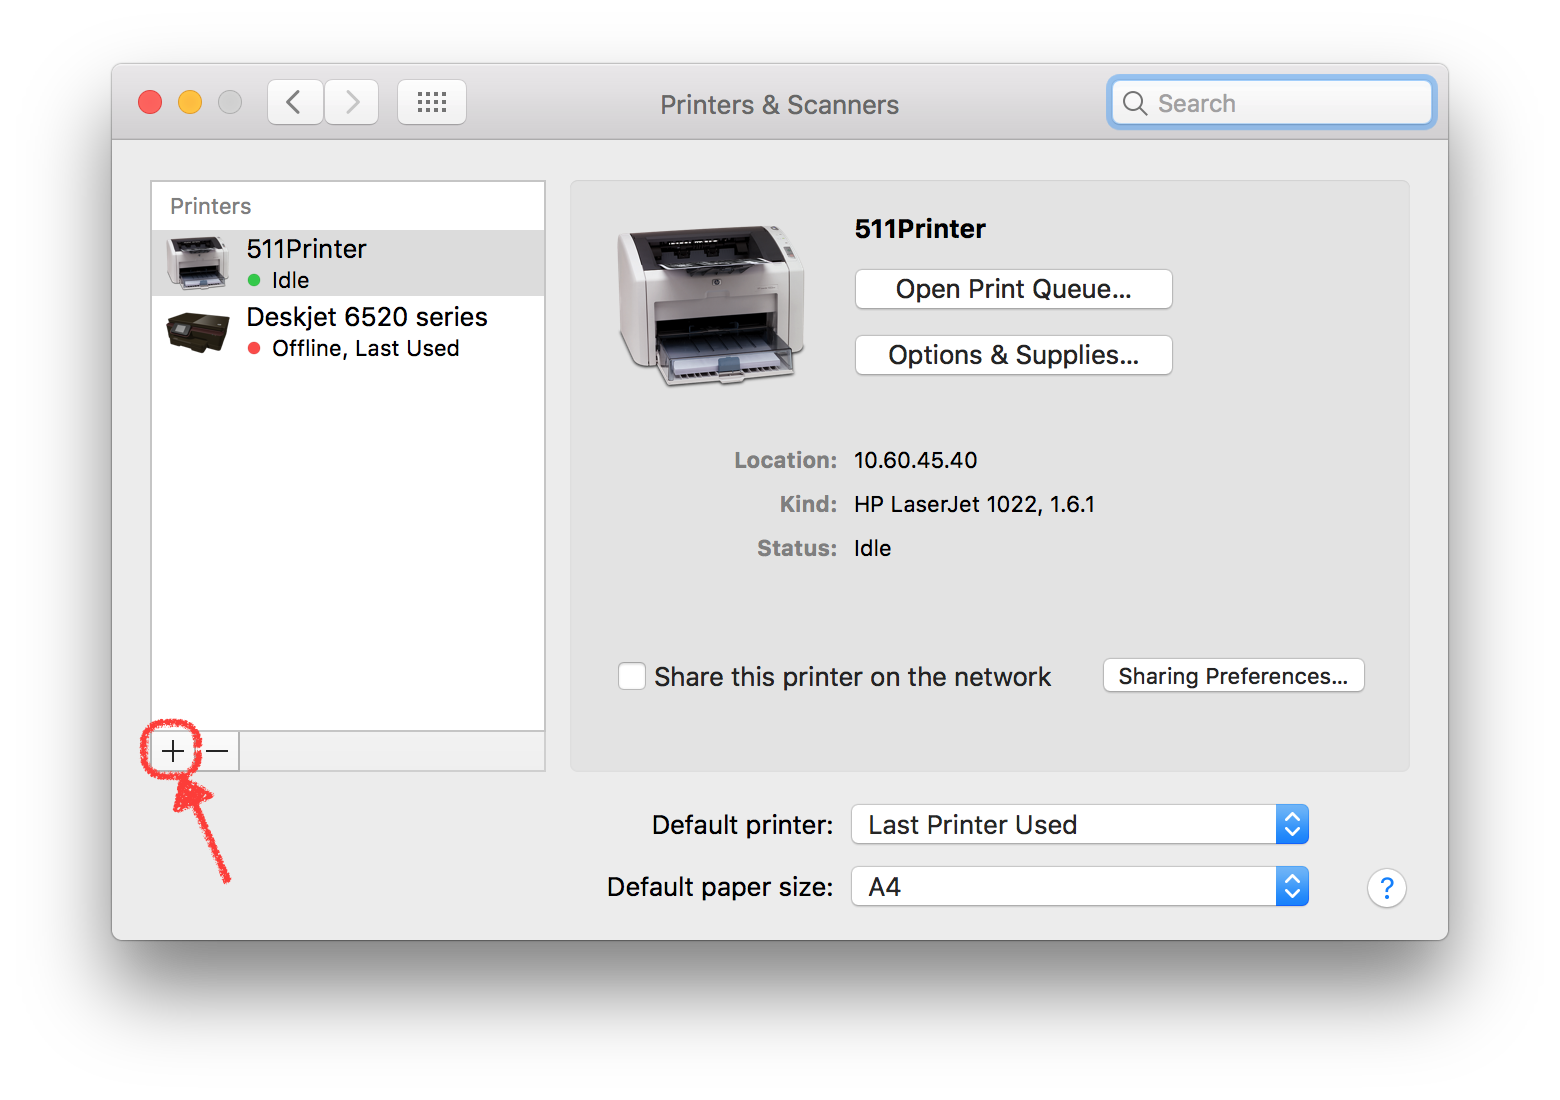 Printers & Scanners
Search
Printers
511Printer
Idle
Deskjet 6520 series
Offline, Last Used
511Printer
Open Print Queue...
Options & Supplies...
Location: 10.60.45.40
Kind: HP LaserJet 1022, 1.6.1
Status: Idle
Share this printer on the network
Sharing Preferences...
Default printer: Last Printer Used
Default paper size: A4
?